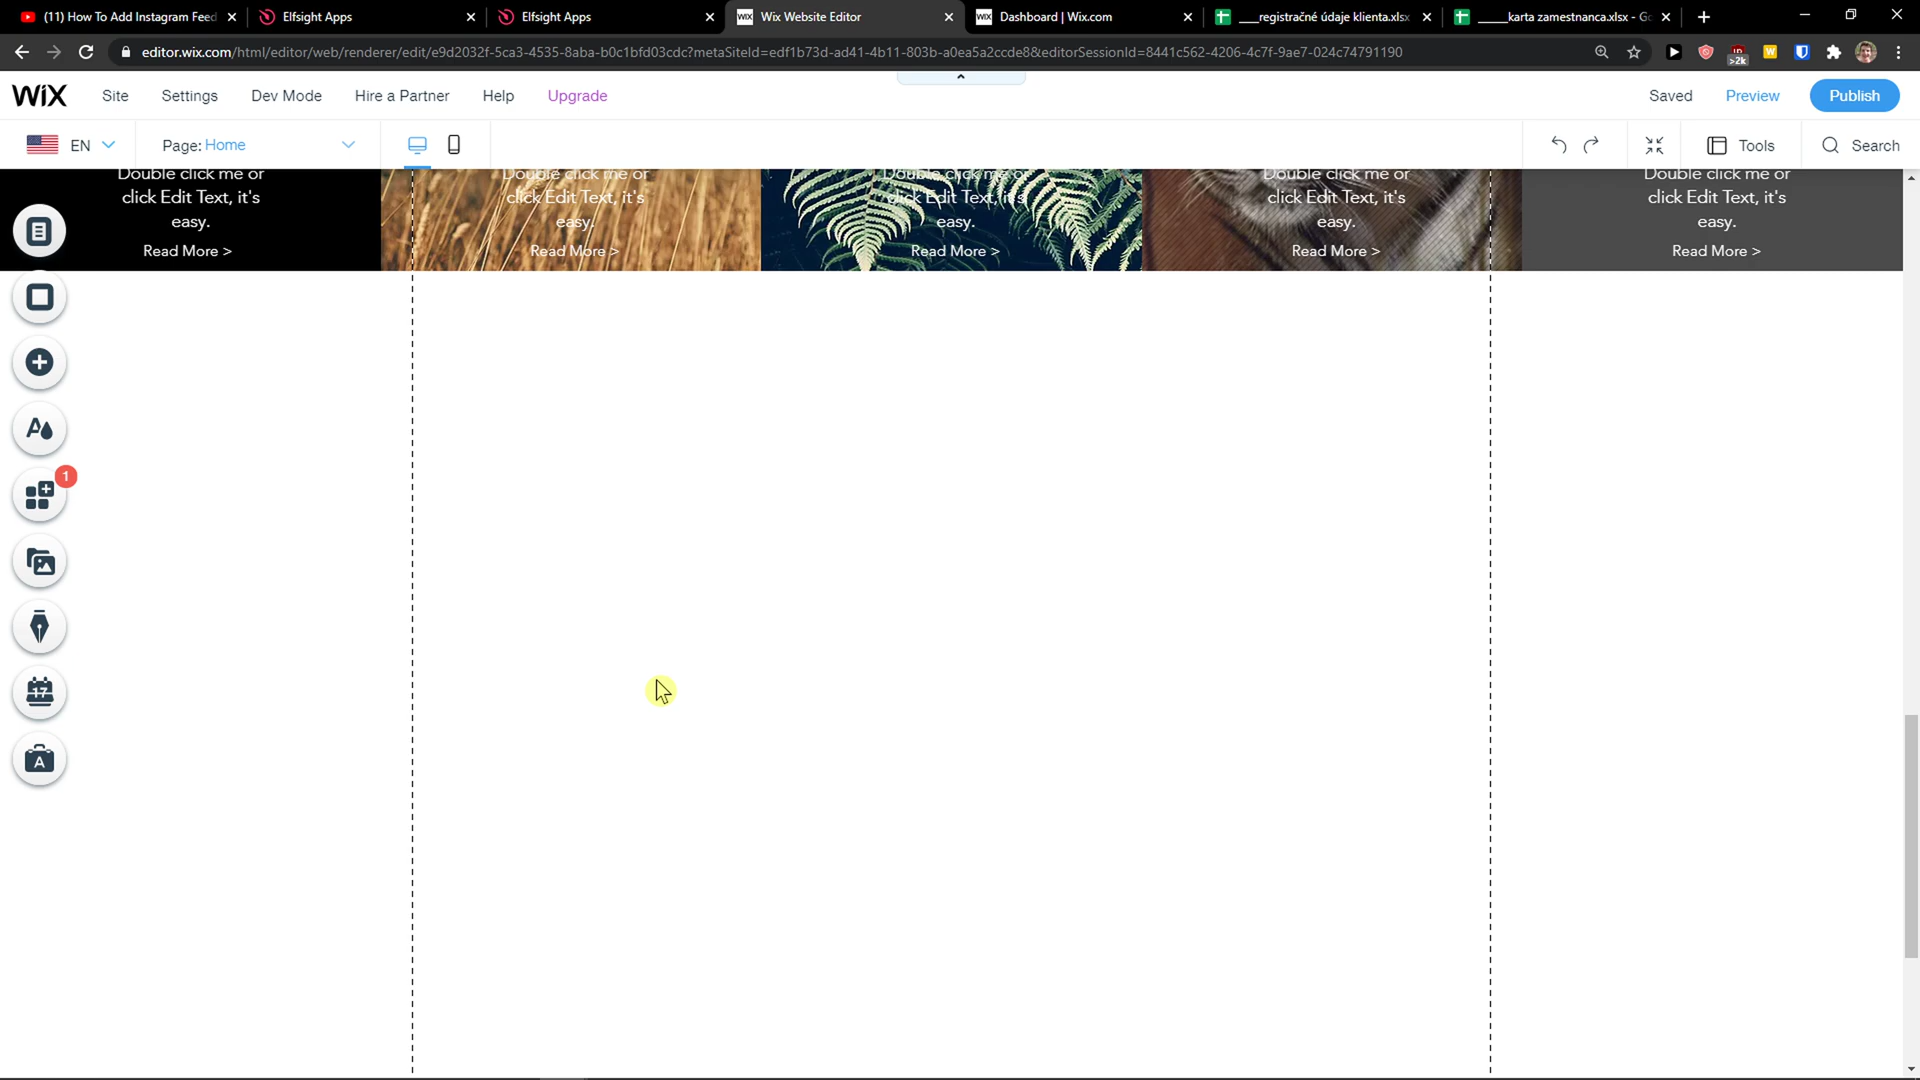 (11) How To Add Instagram Feed
Elfsight Apps
Elfsight Apps
WIX Wix Website Editor
WIX Dashboard | Wix.com
___registračné údaje klienta.xlsx
_____karta zamestnanca.xlsx - Go
editor.wix.com/html/editor/web/renderer/edit/e9d2032f-5ca3-4535-8aba-b0c1bfd03cdc?metaSiteId=edf1b73d-ad41-4b11-803b-a0ea5a2ccde8&editorSessionId=8441c562-4206-4c7f-9ae7-024c74791190
>2k
W
WIX Site Settings Dev Mode Hire a Partner Help Upgrade Saved Preview Publish
EN Page: Home Tools Search
Double click me or
click Edit Text, it's
easy.
Read More >
Double click me or
click Edit Text, it's
easy.
Read More >
Double click me or
click Edit Text, it's
easy.
Read More >
Double click me or
click Edit Text, it's
easy.
Read More >
Double click me or
click Edit Text, it's
easy.
Read More >
A
1
17
A